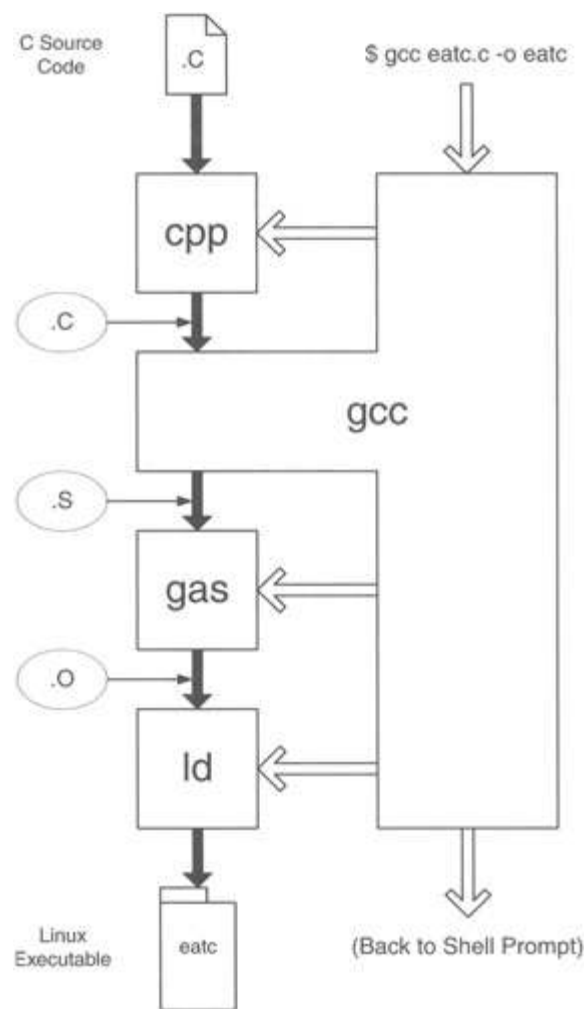 C Source
Code
.C
$ gcc eatc.c -o eatc
cpp
.C
gcc
.S
gas
.O
ld
Linux
Executable
eatc
(Back to Shell Prompt)